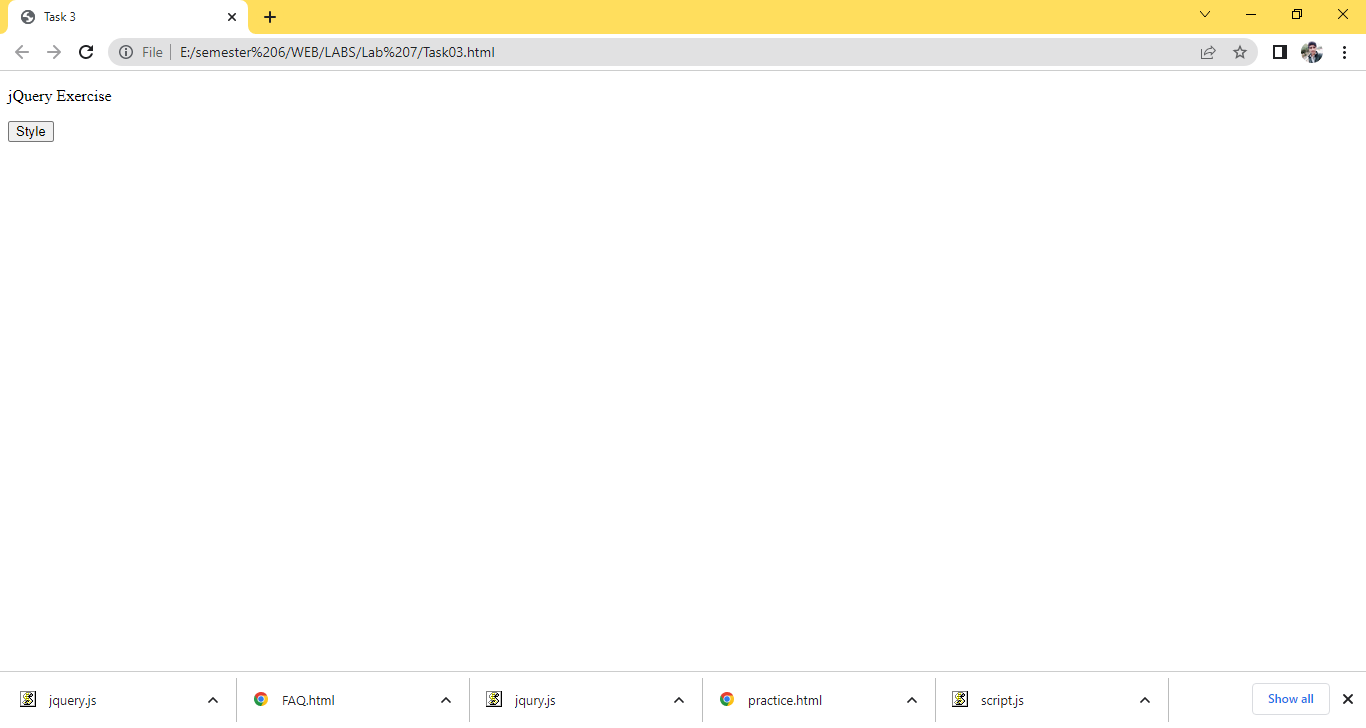 Task 3
File E:/semester%206/WEB/LABS/Lab%207/Task03.html
jQuery Exercise
Style
jquery.js FAQ.html jqury.js practice.html script.js Show all